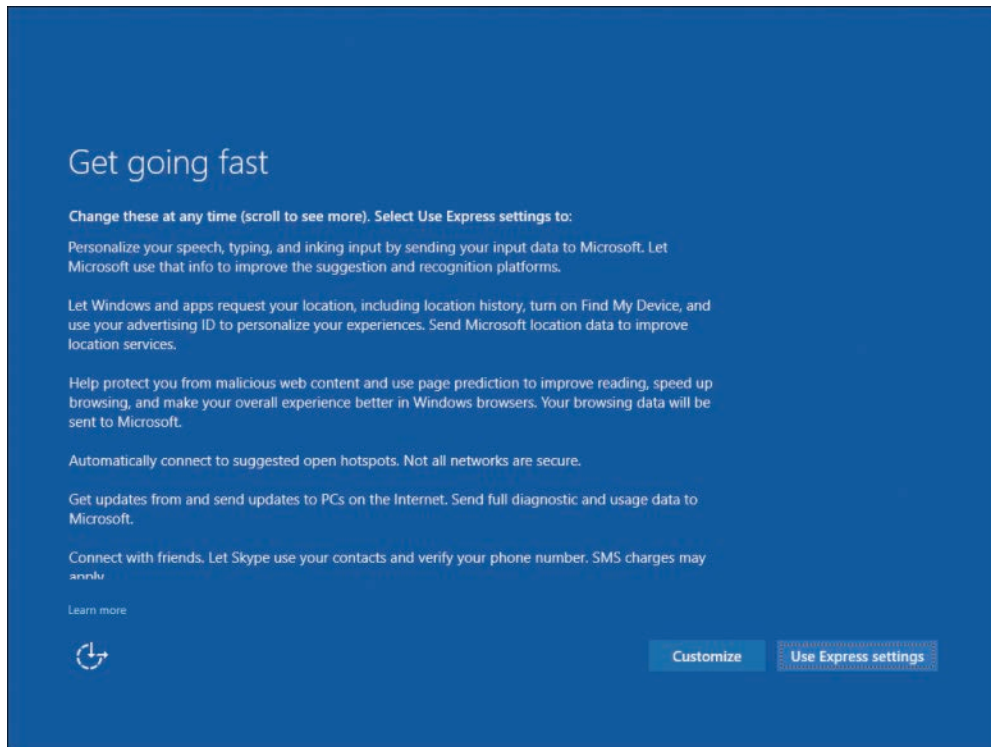 Get going fast
Change these at any time (scroll to see more). Select Use Express settings to:
Personalize your speech, typing, and inking input by sending your input data to Microsoft. Let
Microsoft use that info to improve the suggestion and recognition platforms.
Let Windows and apps request your location, including location history, turn on Find My Device, and
use your advertising ID to personalize your experiences. Send Microsoft location data to improve
location services.
Help protect you from malicious web content and use page prediction to improve reading, speed up
browsing, and make your overall experience better in Windows browsers. Your browsing data will be
sent to Microsoft.
Automatically connect to suggested open hotspots. Not all networks are secure.
Get updates from and send updates to PCs on the Internet. Send full diagnostic and usage data to
Microsoft.
Connect with friends. Let Skype use your contacts and verify your phone number. SMS charges may
apply
Learn more
Customize
Use Express settings